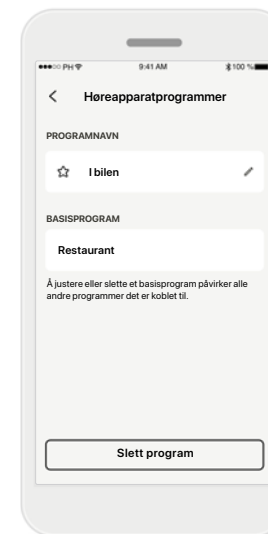 PH 9:41 AM 100 %
Høreapparatprogrammer
PROGRAMNAVN
I bilen
BASISPROGRAM
Restaurant
Å justere eller slette et basisprogram påvirker alle
andre programmer det er koblet til.
Slett program